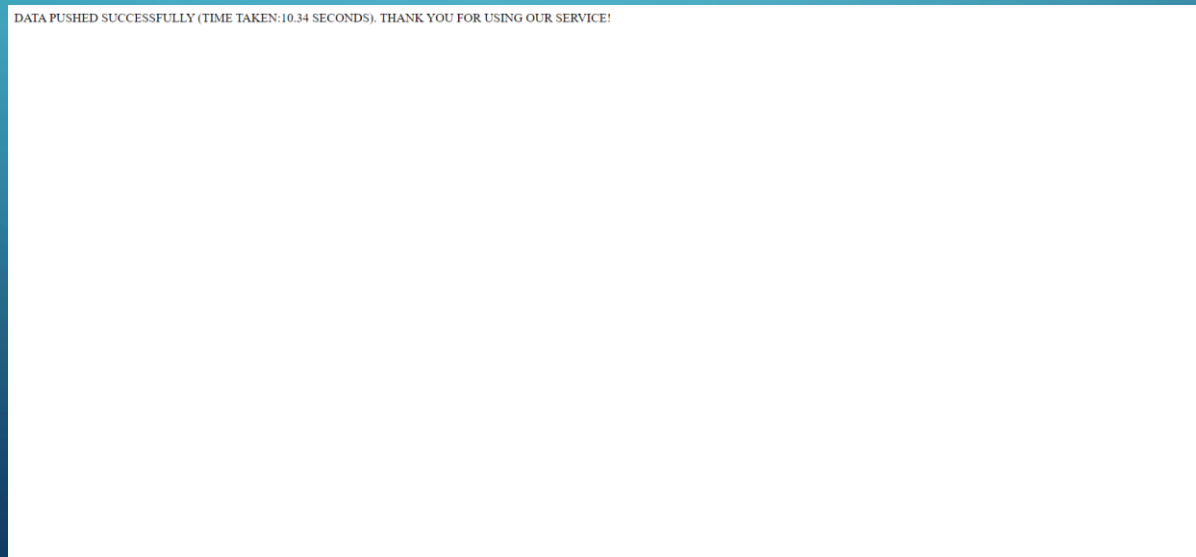 DATA PUSHED SUCCESSFULLY (TIME TAKEN:10.34 SECONDS). THANK YOU FOR USING OUR SERVICE!